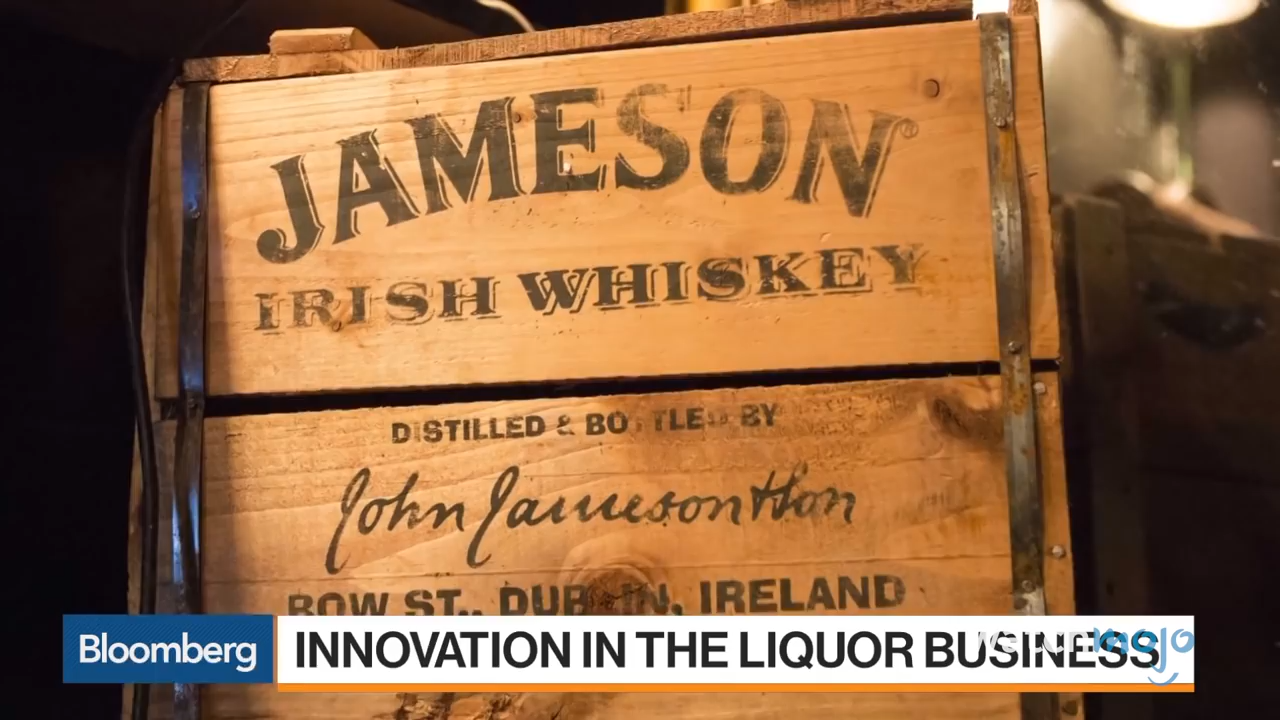 JAMESON®
IRISH WHISKEY
DISTILLED & BOTTLED BY
John Jameson & Son
BOW ST., DUBLIN, IRELAND
Bloomberg
INNOVATION IN THE LIQUOR BUSINESS
watchmojo